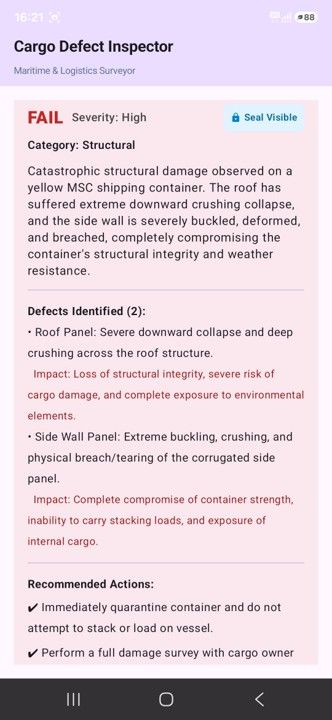 16:21
88
Cargo Defect Inspector
Maritime & Logistics Surveyor
FAIL Severity: High
Seal Visible
Category: Structural
Catastrophic structural damage observed on a
yellow MSC shipping container. The roof has
suffered extreme downward crushing collapse,
and the side wall is severely buckled, deformed,
and breached, completely compromising the
container's structural integrity and weather
resistance.
Defects Identified (2):
• Roof Panel: Severe downward collapse and deep
crushing across the roof structure.
Impact: Loss of structural integrity, severe risk of
cargo damage, and complete exposure to environmental
elements.
• Side Wall Panel: Extreme buckling, crushing, and
physical breach/tearing of the corrugated side
panel.
Impact: Complete compromise of container strength,
inability to carry stacking loads, and exposure of
internal cargo.
Recommended Actions:
✔ Immediately quarantine container and do not
attempt to stack or load on vessel.
✔ Perform a full damage survey with cargo owner